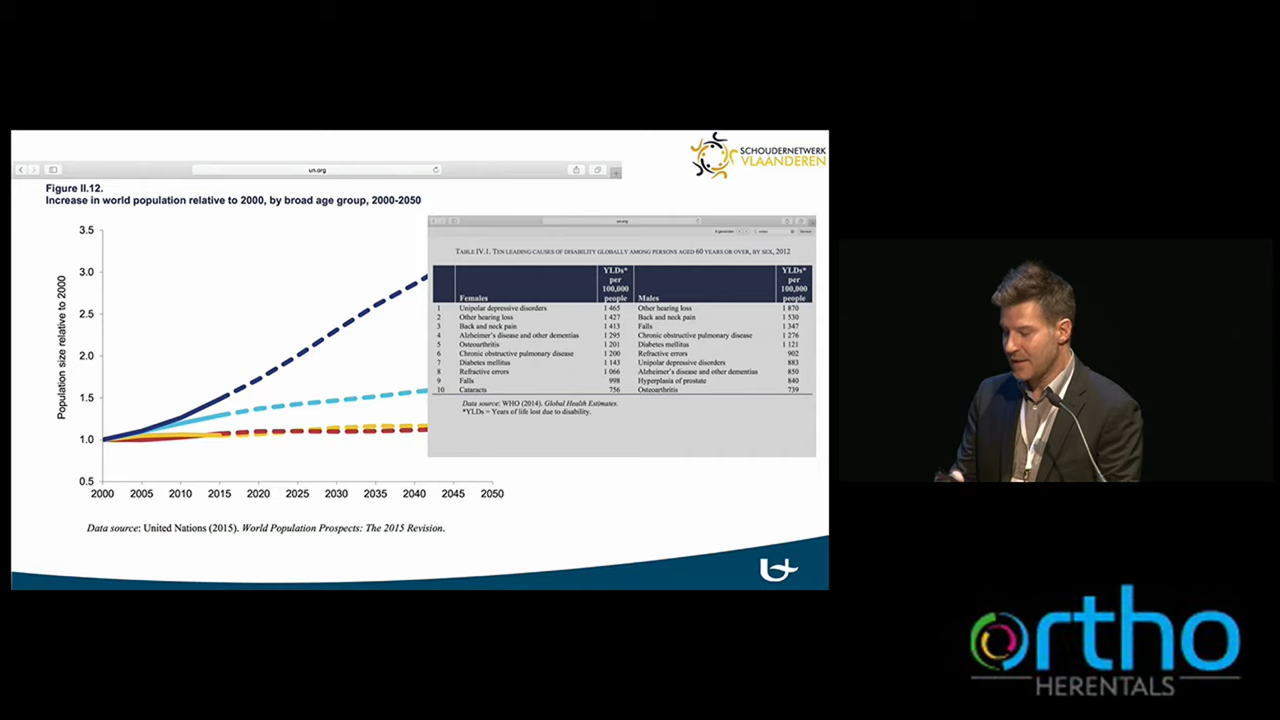 SCHOUDERNETWERK
VLAANDEREN
un.org
Figure II.12.
Increase in world population relative to 2000, by broad age group, 2000-2050
3.5
3.0
2.5
2.0
1.5
1.0
0.5
Population size relative to 2000
2000 2005 2010 2015 2020 2025 2030 2035 2040 2045 2050
Data source: United Nations (2015). World Population Prospects: The 2015 Revision.
un.org
TABLE IV.1. TEN LEADING CAUSES OF DISABILITY GLOBALLY AMONG PERSONS AGED 60 YEARS OR OVER, BY SEX, 2012
Females YLDs* per 100,000 people Males YLDs* per 100,000 people
1 Unipolar depressive disorders 1 465 Other hearing loss 1 870
2 Other hearing loss 1 427 Back and neck pain 1 530
3 Back and neck pain 1 413 Falls 1 347
4 Alzheimer's disease and other dementias 1 295 Chronic obstructive pulmonary disease 1 276
5 Osteoarthritis 1 201 Diabetes mellitus 1 121
6 Chronic obstructive pulmonary disease 1 200 Refractive errors 902
7 Diabetes mellitus 1 143 Unipolar depressive disorders 883
8 Refractive errors 1 066 Alzheimer's disease and other dementias 850
9 Falls 998 Hyperplasia of prostate 840
10 Cataracts 756 Osteoarthritis 739
Data source: WHO (2014). Global Health Estimates.
*YLDs = Years of life lost due to disability.
ortho
HERENTALS